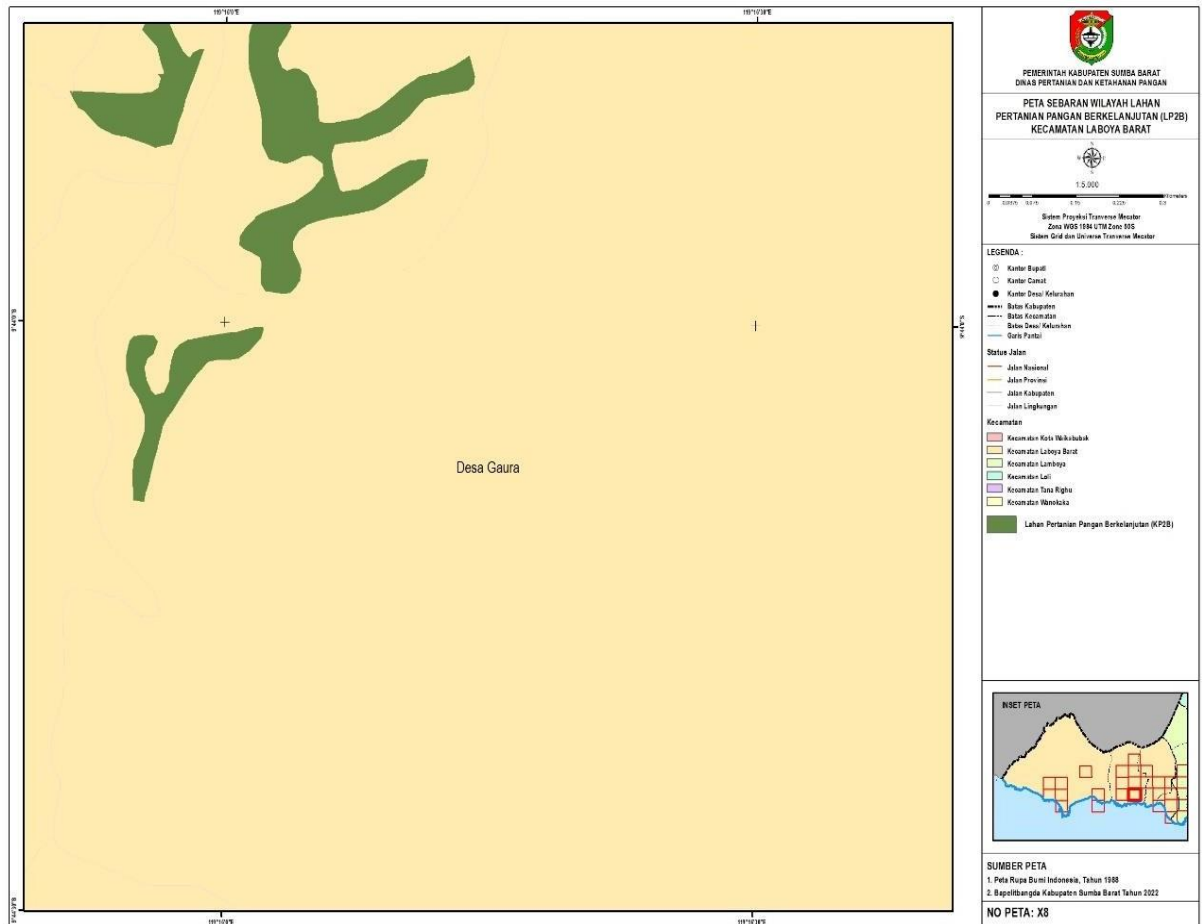 PEMERINTAH KABUPATEN SUMBA BARAT
DINAS PERTANIAN DAN KETAHANAN PANGAN
PETA SEBARAN WILAYAH LAHAN
PERTANIAN PANGAN BERKELANJUTAN (LP2B)
KECAMATAN LABOYA BARAT
1:5.000
Sistem Proyeksi Tranverse Mecator
Zona WGS 1984 UTM Zone 50S
Sistem Grid dan Universe Tranverse Mecator
LEGENDA :
Kantor Bupati
Kantor Camat
Kantor Desa/ Kelurahan
Batas Kabupaten
Batas Kecamatan
Batas Desa/ Kelurahan
Garis Pantai
Status Jalan
Jalan Nasional
Jalan Provinsi
Jalan Kabupaten
Jalan Lingkungan
Kecamatan
Kecamatan Kota Waikabubak
Kecamatan Laboya Barat
Kecamatan Lamboya
Kecamatan Loli
Kecamatan Tana Righu
Kecamatan Wanokaka
Lahan Pertanian Pangan Berkelanjutan (KP2B)
Desa Gaura
INSET PETA
SUMBER PETA
1. Peta Rupa Bumi Indonesia, Tahun 1988
2. Bapelitbangda Kabupaten Sumba Barat Tahun 2022
NO PETA: X8